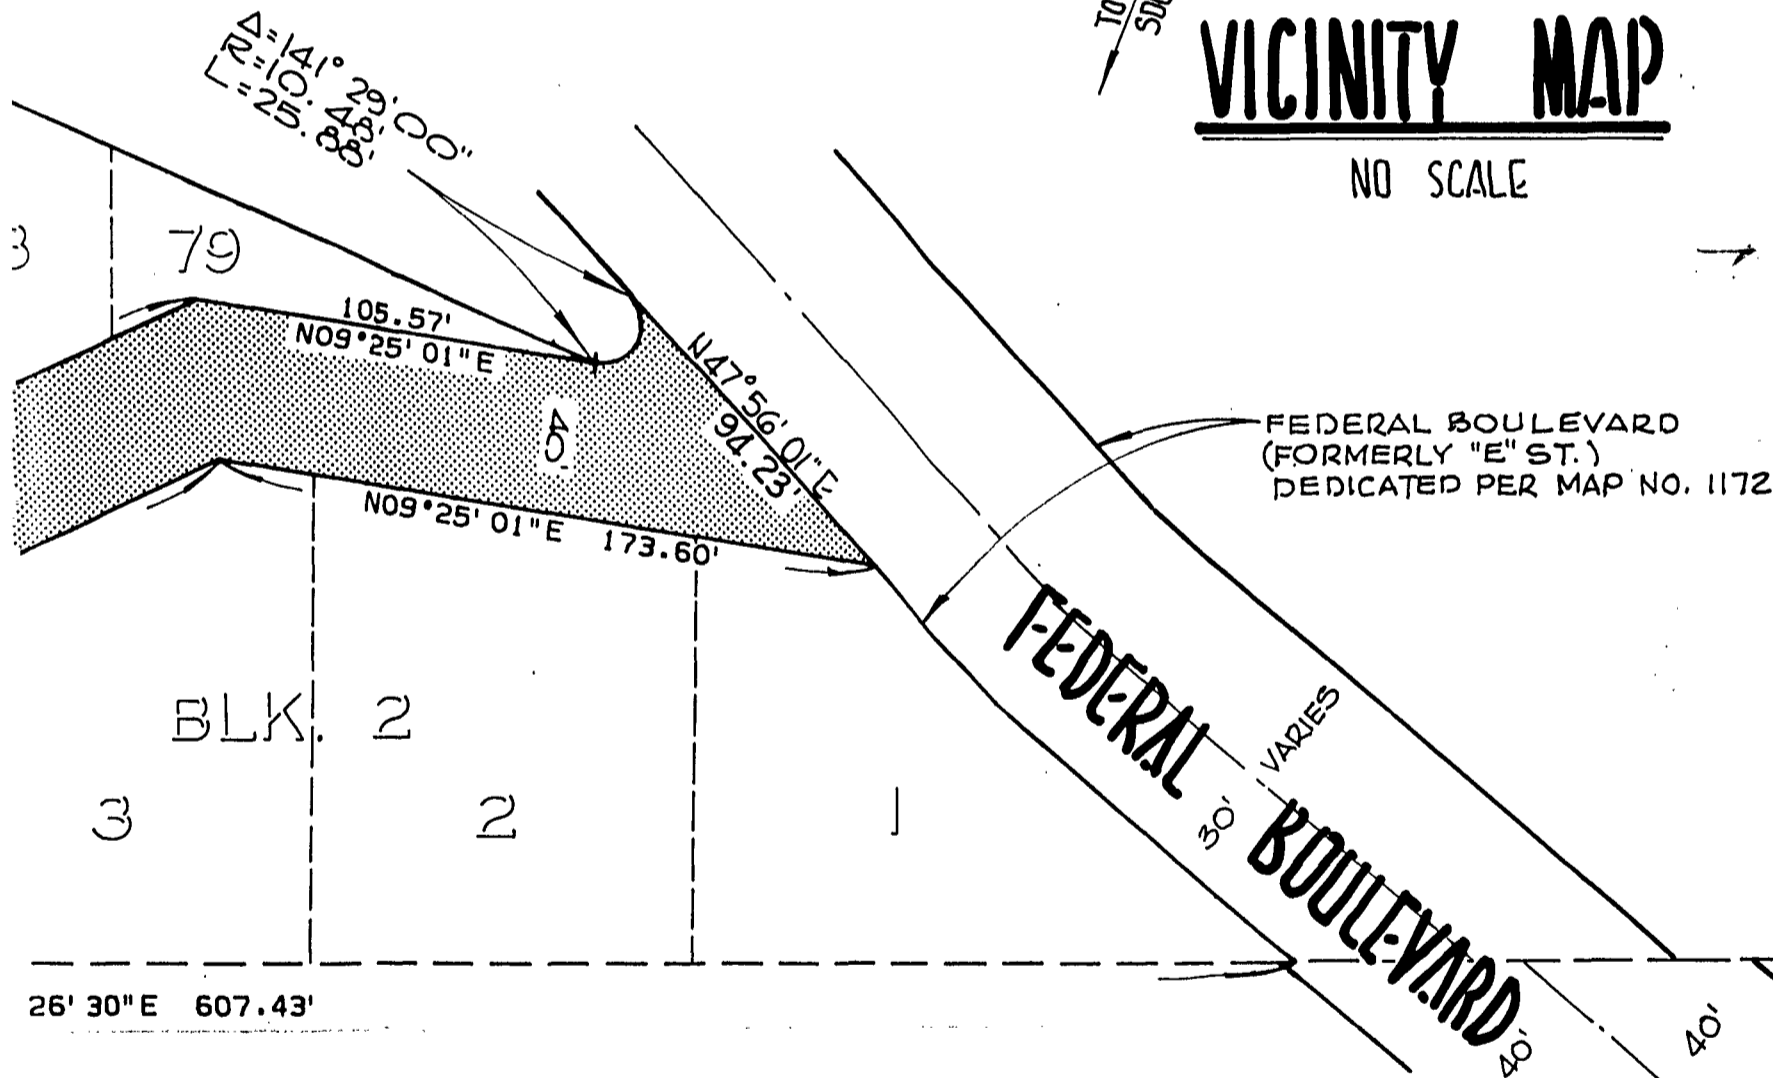 TO
VICINITY MAP
NO SCALE
Δ=141° 29' 00"
R=10.48'
L=25.88'
79
105.57'
N09°25'01"E
N47°56'01"E
94.23'
FEDERAL BOULEVARD
(FORMERLY "E" ST.)
DEDICATED PER MAP NO. 1172
N09°25'01"E 173.60'
FEDERAL BOULEVARD
VARIES
30'
BLK. 2
3
2
1
26'30"E 607.43'
40'
40'